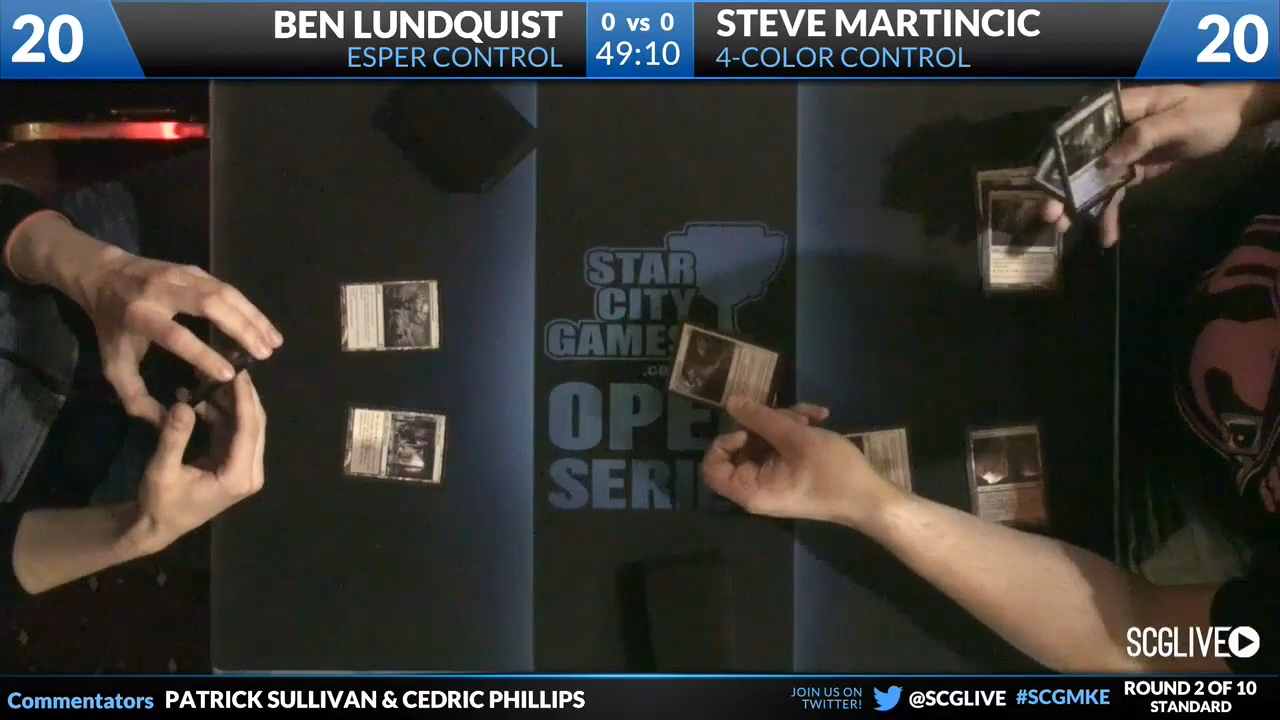 20
BEN LUNDQUIST
ESPER CONTROL
0 vs 0
49:10
STEVE MARTINCIC
4-COLOR CONTROL
20
STAR
CITY
GAMES
OPE
SERI
SCGLIVE
Commentators PATRICK SULLIVAN & CEDRIC PHILLIPS
JOIN US ON
TWITTER!
@SCGLIVE #SCGMKE
ROUND 2 OF 10
STANDARD